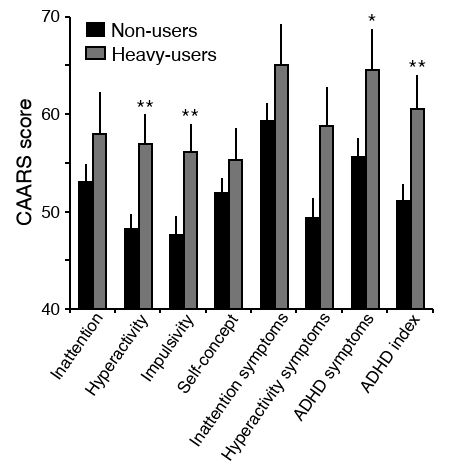 70
Non-users
Heavy-users
*
**
**
**
60
CAARS score
50
40
Inattention
Hyperactivity
Impulsivity
Self-concept
Inattention symptoms
Hyperactivity symptoms
ADHD symptoms
ADHD index